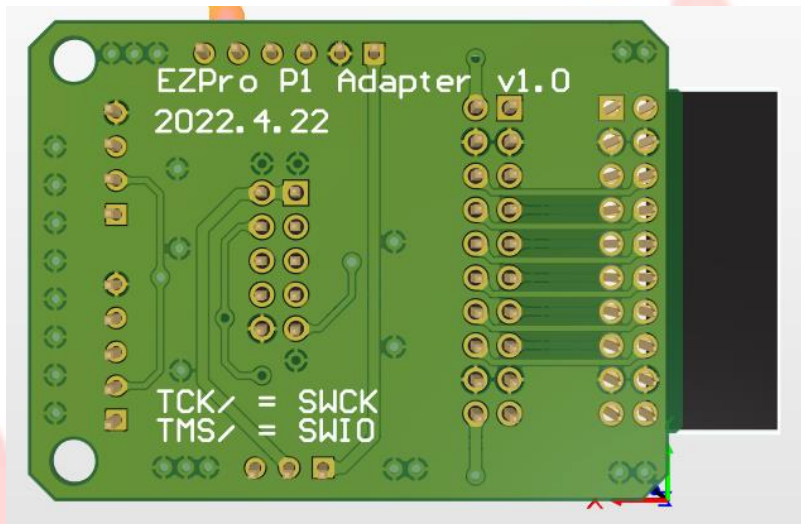 EZPro P1 Adapter v1.0
2022.4.22
TCK/ = SWCK
TMS/ = SWIO